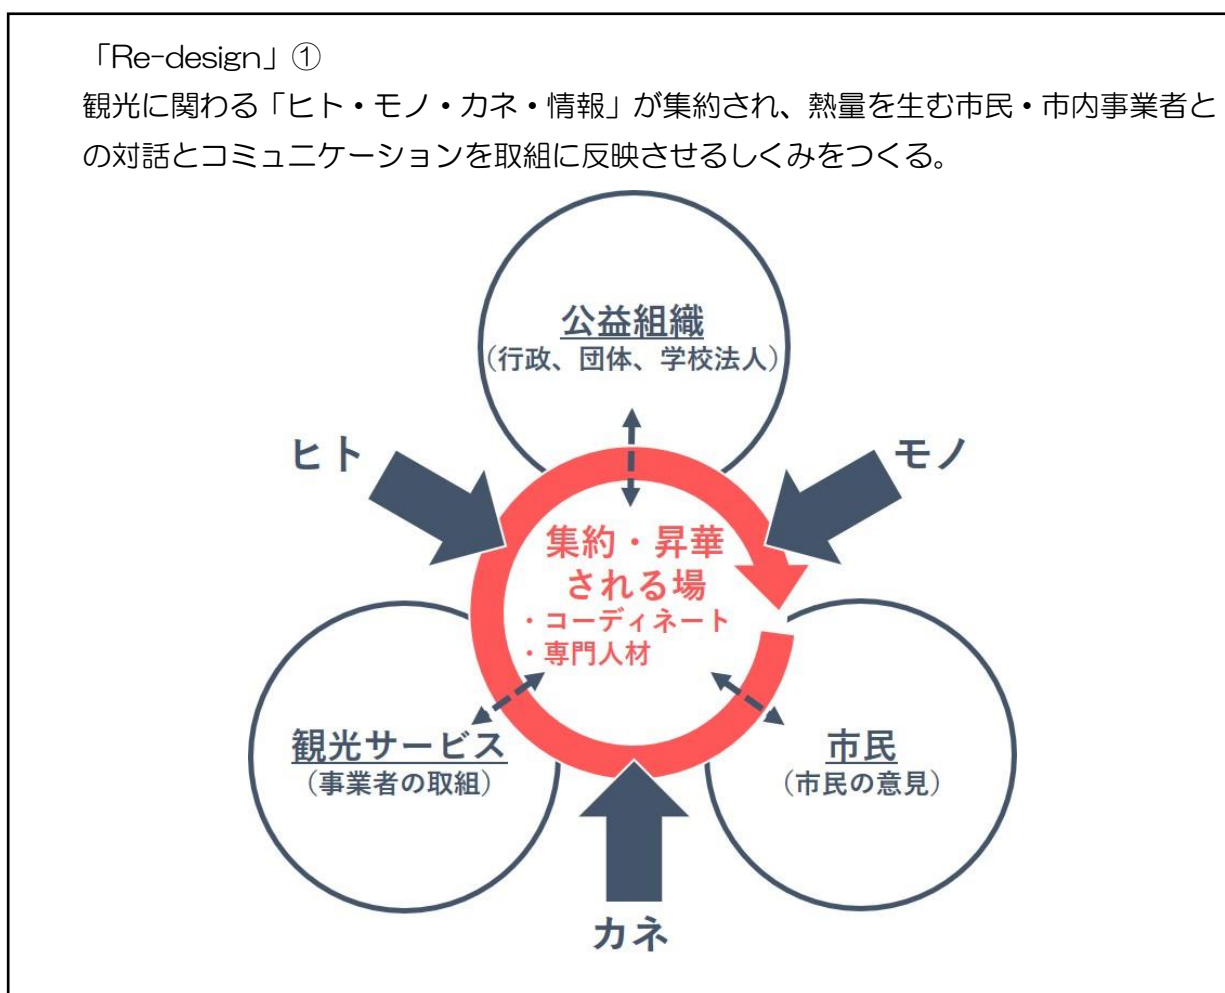 「Re-design」①
観光に関わる「ヒト・モノ・カネ・情報」が集約され、熱量を生む市民・市内事業者と
の対話とコミュニケーションを取組に反映させるしくみをつくる。
公益組織
（行政、団体、学校法人）
ヒト
モノ
集約・昇華
される場
・コーディネート
・専門人材
観光サービス
（事業者の取組）
市民
（市民の意見）
カネ